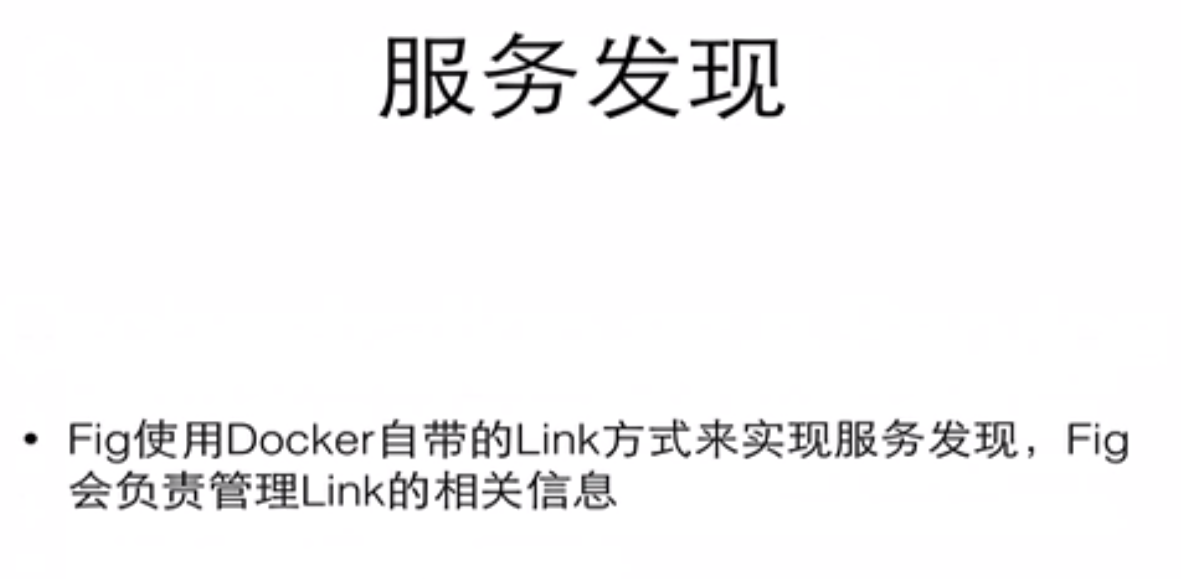 服务发现
• Fig使用Docker自带的Link方式来实现服务发现，Fig
会负责管理Link的相关信息